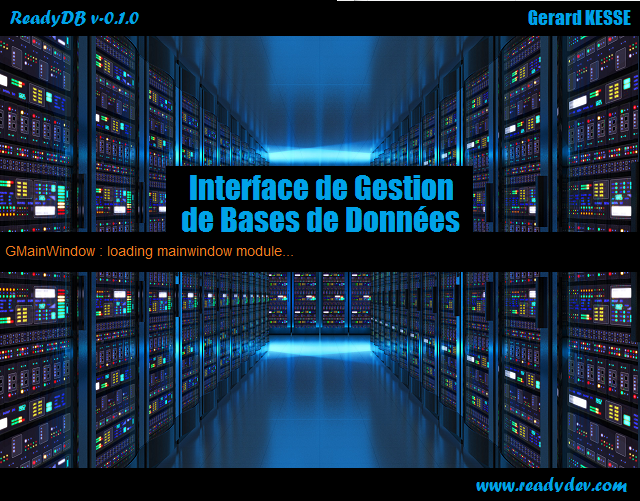 ReadyDB v-0.1.0
Gerard KESSE
Interface de Gestion
de Bases de Données
GMainWindow : loading mainwindow module...
www.readydev.com